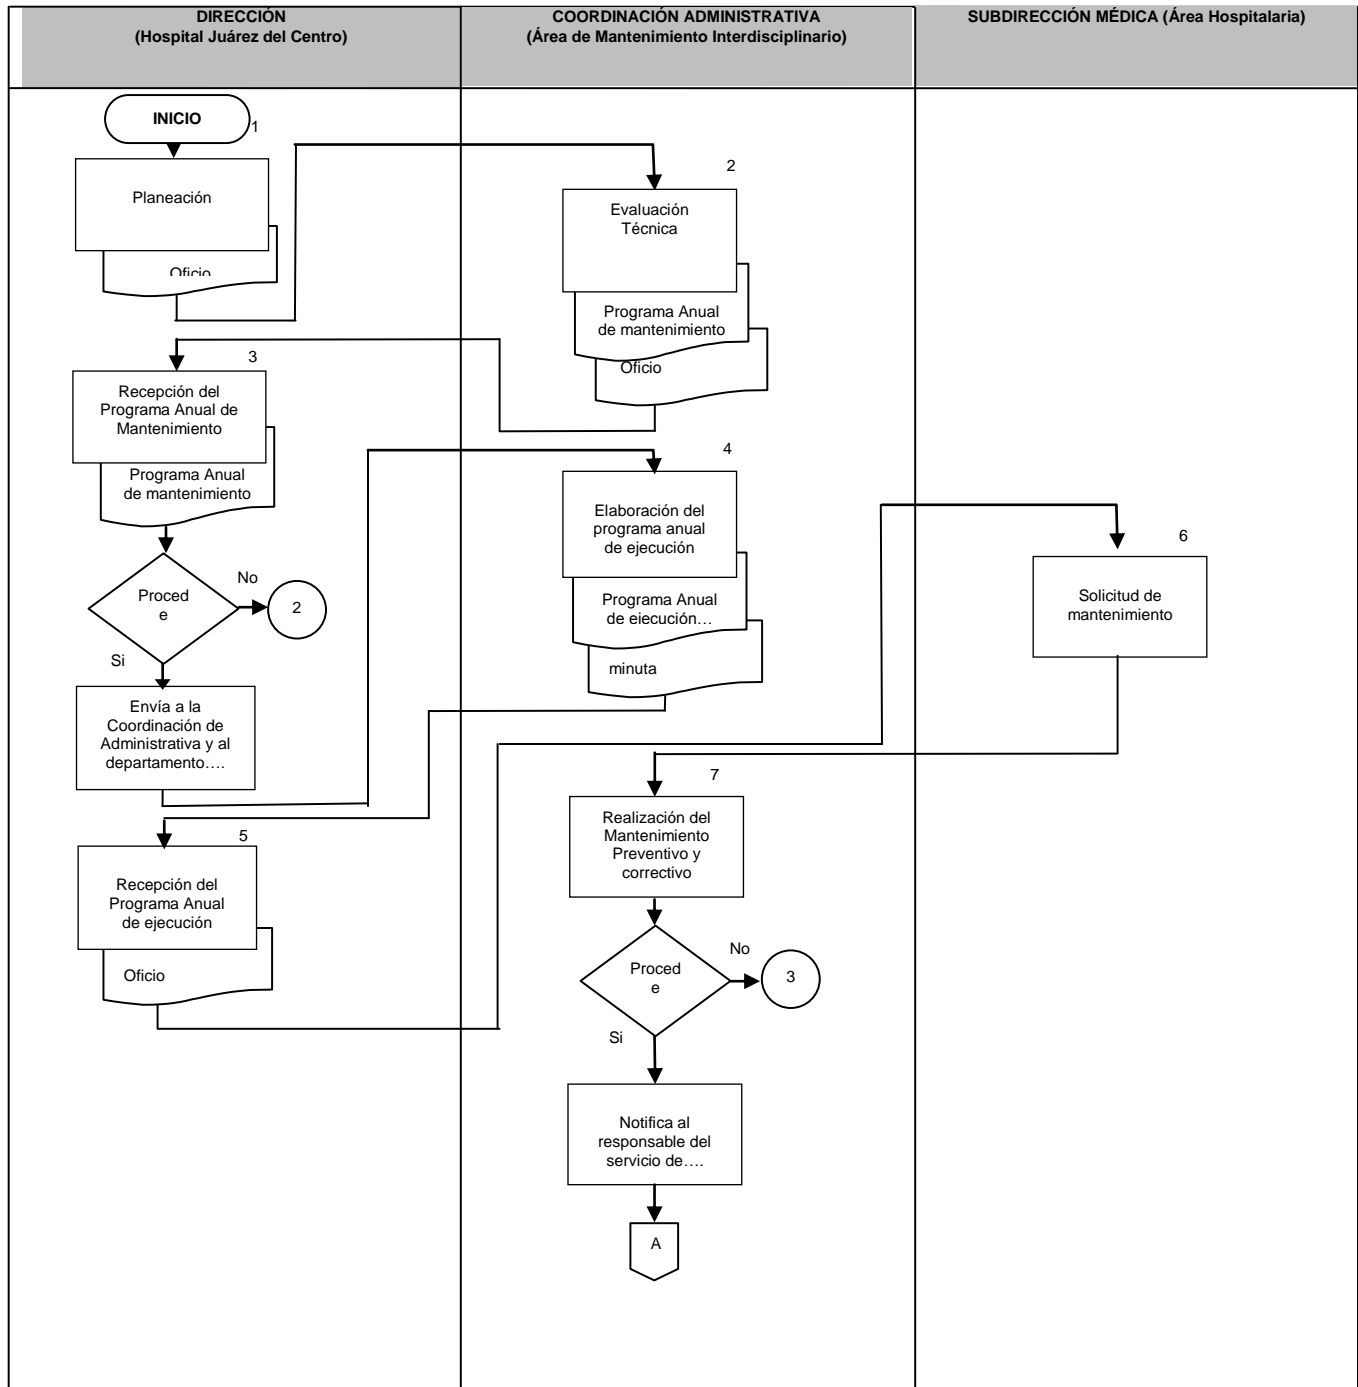 DIRECCIÓN
(Hospital Juárez del Centro)
COORDINACIÓN ADMINISTRATIVA
(Área de Mantenimiento Interdisciplinario)
SUBDIRECCIÓN MÉDICA (Área Hospitalaria)
INICIO
1
Planeación
Oficio
2
Evaluación
Técnica
Programa Anual
de mantenimiento
Oficio
3
Recepción del
Programa Anual de
Mantenimiento
Programa Anual
de mantenimiento
Proced
e
No
2
Si
Envía a la
Coordinación de
Administrativa y al
departamento….
4
Elaboración del
programa anual
de ejecución
Programa Anual
de ejecución…
minuta
5
Recepción del
Programa Anual
de ejecución
Oficio
6
Solicitud de
mantenimiento
7
Realización del
Mantenimiento
Preventivo y
correctivo
Proced
e
No
3
Si
Notifica al
responsable del
servicio de….
A